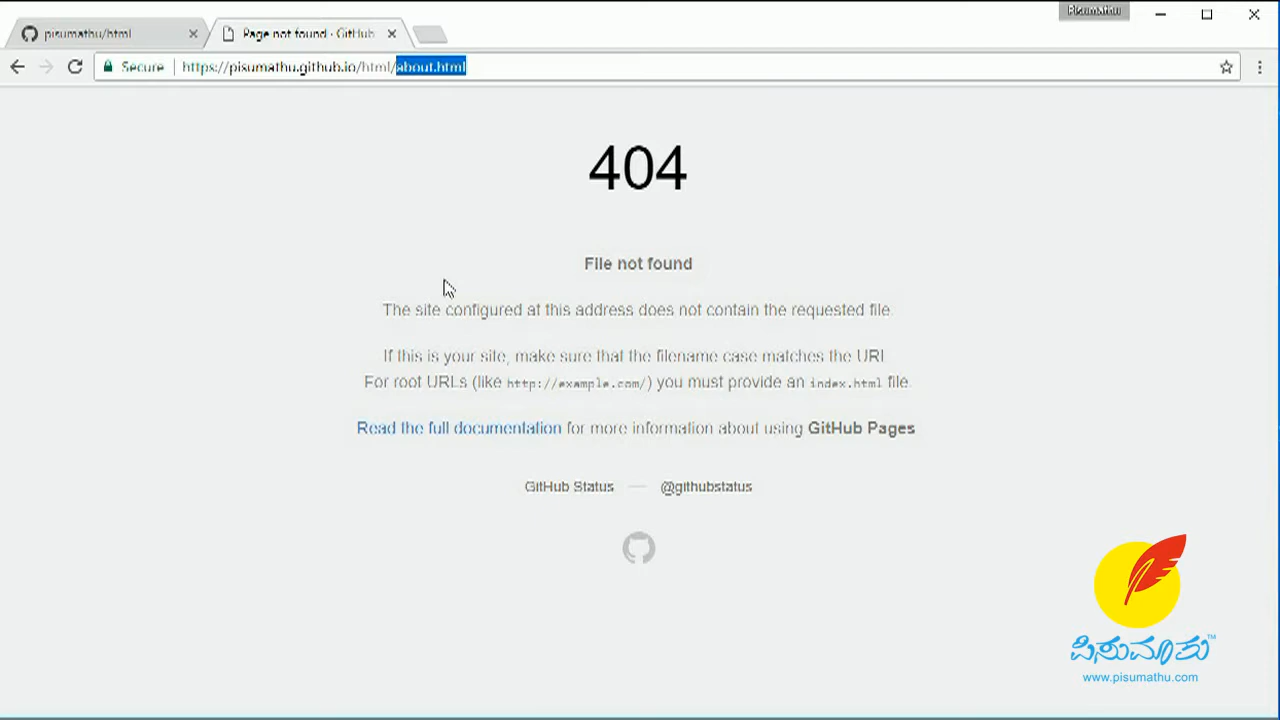 Pisumathu
pisumathu/html
Page not found · GitHub
Secure
https://pisumathu.github.io/html/about.html
404
File not found
The site configured at this address does not contain the requested file.
If this is your site, make sure that the filename case matches the URL
For root URLs (like http://example.com/) you must provide an index.html file.
Read the full documentation for more information about using GitHub Pages
GitHub Status — @githubstatus
ಪಿಸುಮಾತು™
www.pisumathu.com